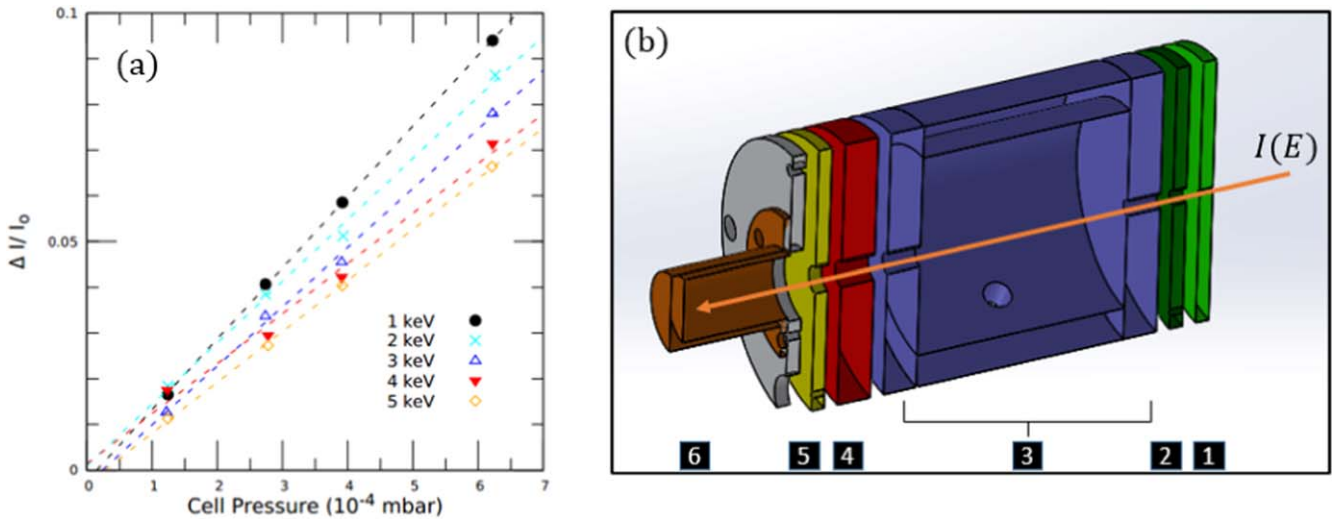 (a)
0.1
0.05
0
Δ I/ I₀
1 keV
2 keV
3 keV
4 keV
5 keV
0 1 2 3 4 5 6 7
Cell Pressure (10⁻⁴ mbar)
(b)
I(E)
6 5 4 3 2 1